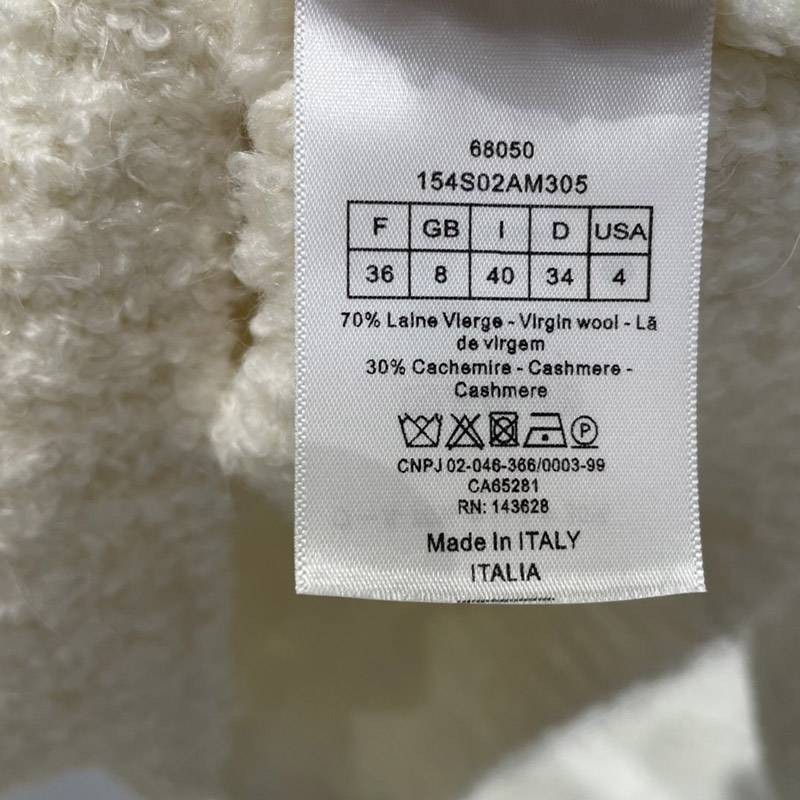 68050
154S02AM305
F GB I D USA
36 8 40 34 4
70% Laine Vierge - Virgin wool - Lã
de virgem
30% Cachemire - Cashmere -
Cashmere
P
CNPJ 02-046-366/0003-99
CA65281
RN: 143628
Made In ITALY
ITALIA